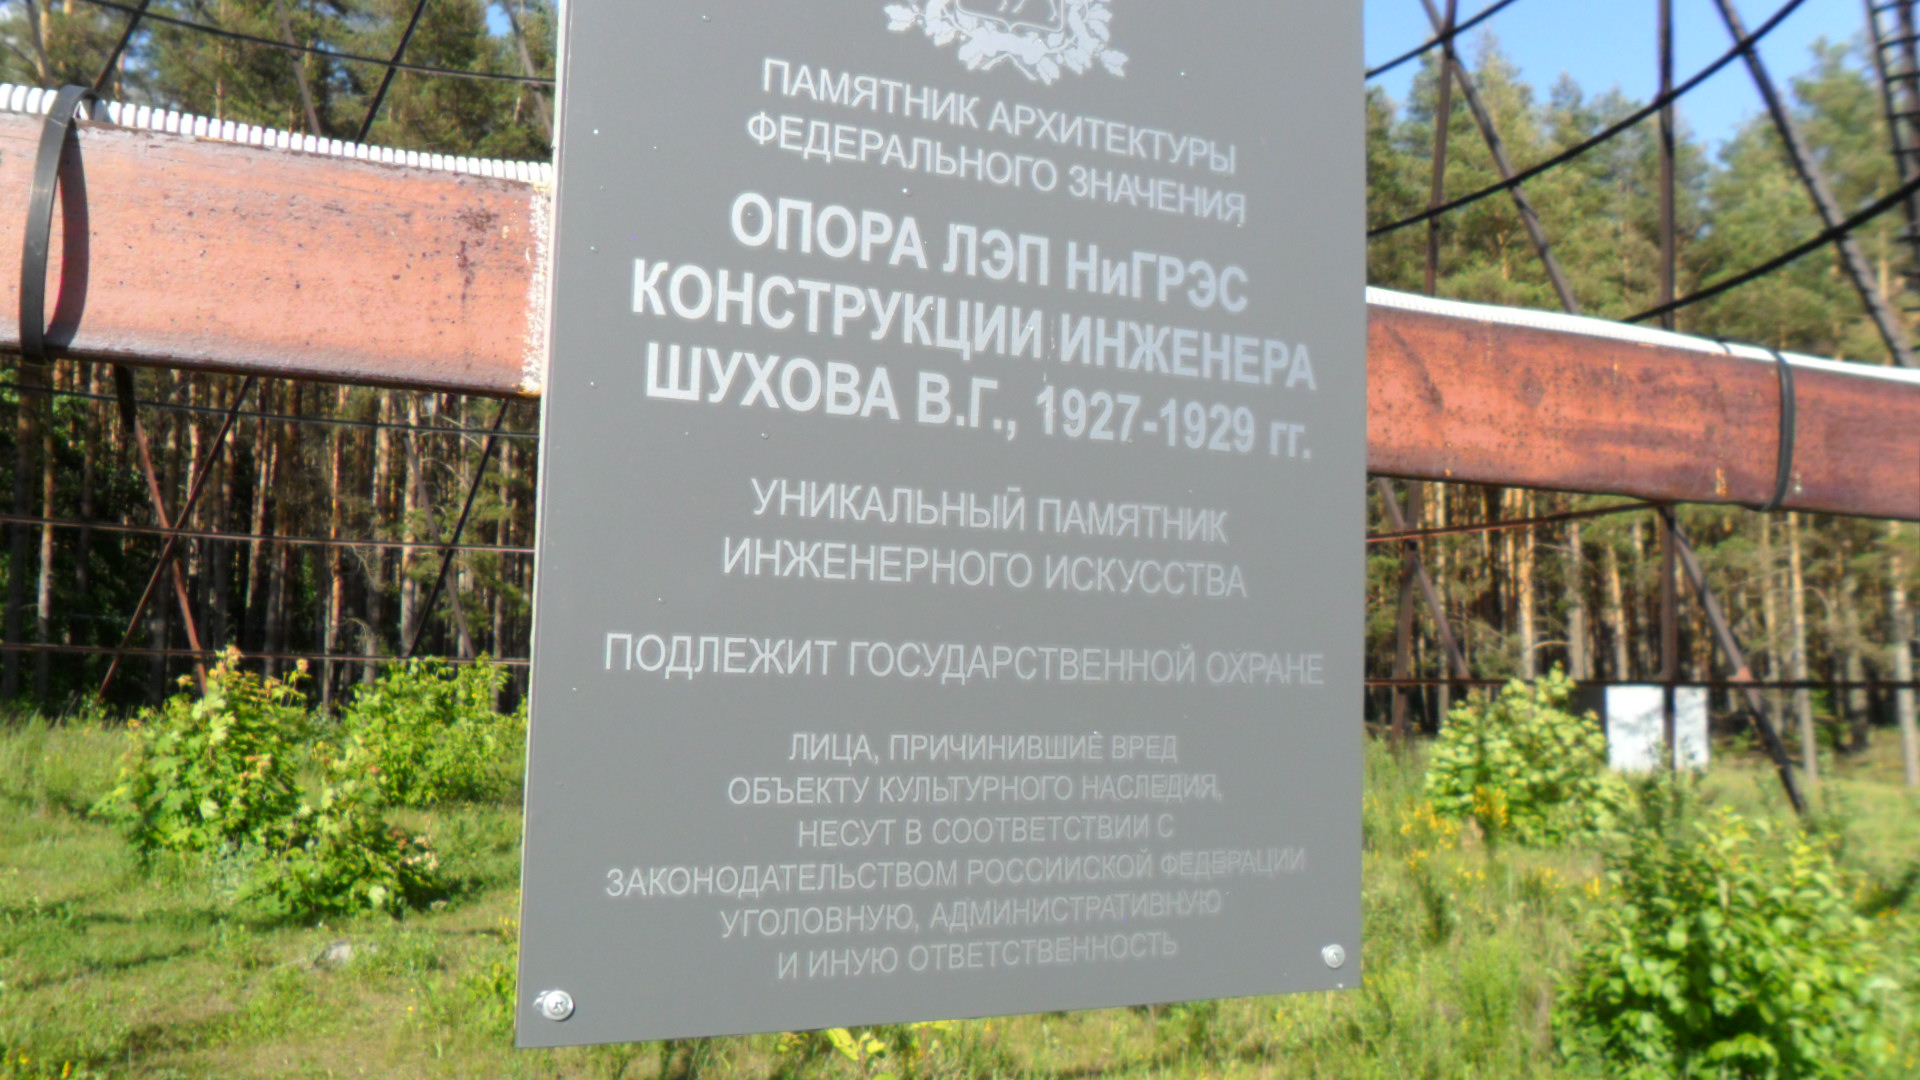 ПАМЯТНИК АРХИТЕКТУРЫ
ФЕДЕРАЛЬНОГО ЗНАЧЕНИЯ
ОПОРА ЛЭП НиГРЭС
КОНСТРУКЦИИ ИНЖЕНЕРА
ШУХОВА В.Г., 1927-1929 гг.
УНИКАЛЬНЫЙ ПАМЯТНИК
ИНЖЕНЕРНОГО ИСКУССТВА
ПОДЛЕЖИТ ГОСУДАРСТВЕННОЙ ОХРАНЕ
ЛИЦА, ПРИЧИНИВШИЕ ВРЕД
ОБЪЕКТУ КУЛЬТУРНОГО НАСЛЕДИЯ,
НЕСУТ В СООТВЕТСТВИИ С
ЗАКОНОДАТЕЛЬСТВОМ РОССИИСКОЙ ФЕДЕРАЦИИ
УГОЛОВНУЮ, АДМИНИСТРАТИВНУЮ
И ИНУЮ ОТВЕТСТВЕННОСТЬ